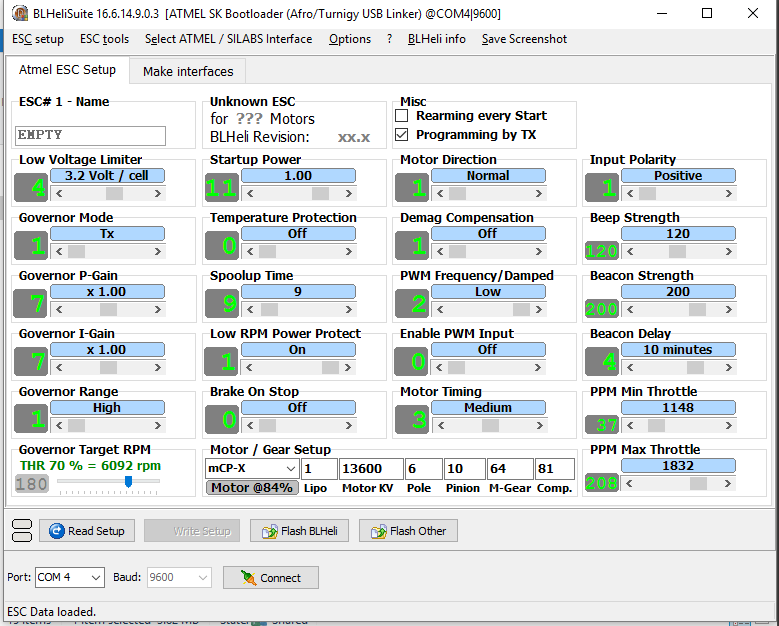 BLHeliSuite 16.6.14.9.0.3 [ATMEL SK Bootloader (Afro/Turnigy USB Linker) @COM4|9600]
ESC setup ESC tools Select ATMEL / SILABS Interface Options ? BLHeli info Save Screenshot
Atmel ESC Setup Make interfaces
ESC# 1 - Name Unknown ESC Misc
for ??? Motors Rearming every Start
EMPTY BLHeli Revision: xx.x Programming by TX
Low Voltage Limiter Startup Power Motor Direction Input Polarity
4 3.2 Volt / cell 11 1.00 1 Normal 1 Positive
Governor Mode Temperature Protection Demag Compensation Beep Strength
1 Tx 0 Off 1 Off 120 120
Governor P-Gain Spoolup Time PWM Frequency/Damped Beacon Strength
7 x 1.00 9 9 2 Low 200 200
Governor I-Gain Low RPM Power Protect Enable PWM Input Beacon Delay
7 x 1.00 1 On 0 Off 4 10 minutes
Governor Range Brake On Stop Motor Timing PPM Min Throttle
1 High 0 Off 3 Medium 37 1148
Governor Target RPM Motor / Gear Setup PPM Max Throttle
THR 70 % = 6092 rpm mCP-X 1 13600 6 10 64 81 1832
180 Motor @84% Lipo Motor KV Pole Pinion M-Gear Comp. 208
Read Setup Write Setup Flash BLHeli Flash Other
Port: COM 4 Baud: 9600 Connect
ESC Data loaded.